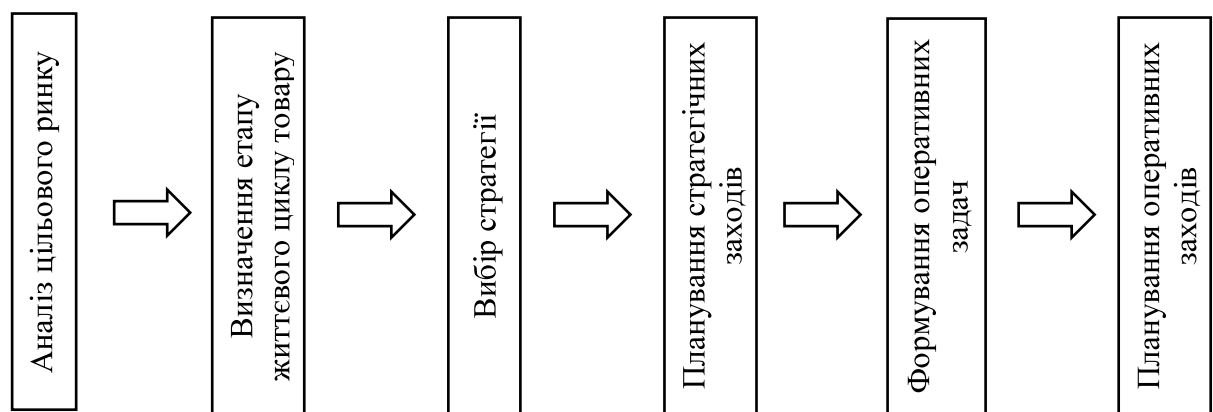 Аналіз цільового ринку
Визначення етапу
життєвого циклу товару
Вибір стратегії
Планування стратегічних
заходів
Формування оперативних
задач
Планування оперативних
заходів